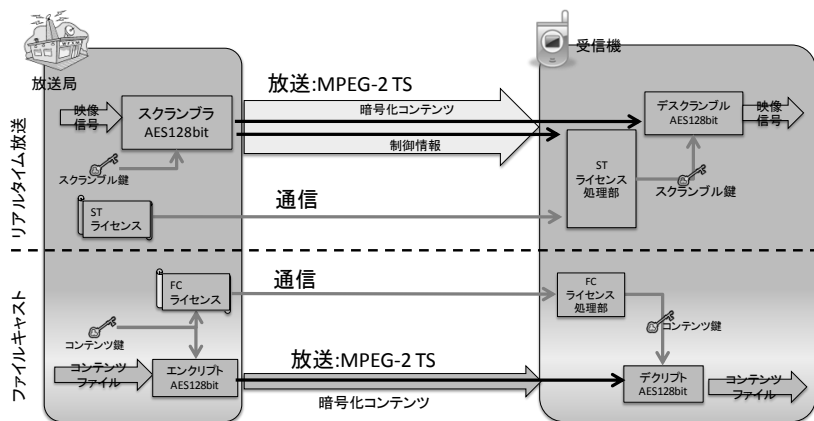 放送局
受信機
リアルタイム放送
映像
信号
スクランブラ
AES128bit
スクランブル鍵
ST
ライセンス
放送:MPEG-2 TS
暗号化コンテンツ
制御情報
通信
ST
ライセンス
処理部
デスクランブル
AES128bit
スクランブル鍵
映像
信号
ファイルキャスト
FC
ライセンス
コンテンツ鍵
コンテンツ
ファイル
エンクリプト
AES128bit
通信
放送:MPEG-2 TS
暗号化コンテンツ
FC
ライセンス
処理部
コンテンツ鍵
デクリプト
AES128bit
コンテンツ
ファイル